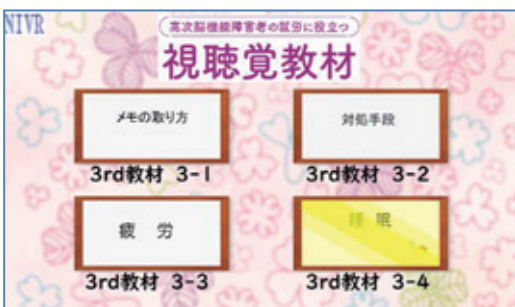 NIVR
高次脳機能障害者の就労に役立つ
視聴覚教材
メモの取り方
対処手段
3rd教材 3-1
3rd教材 3-2
疲 労
睡 眠
3rd教材 3-3
3rd教材 3-4